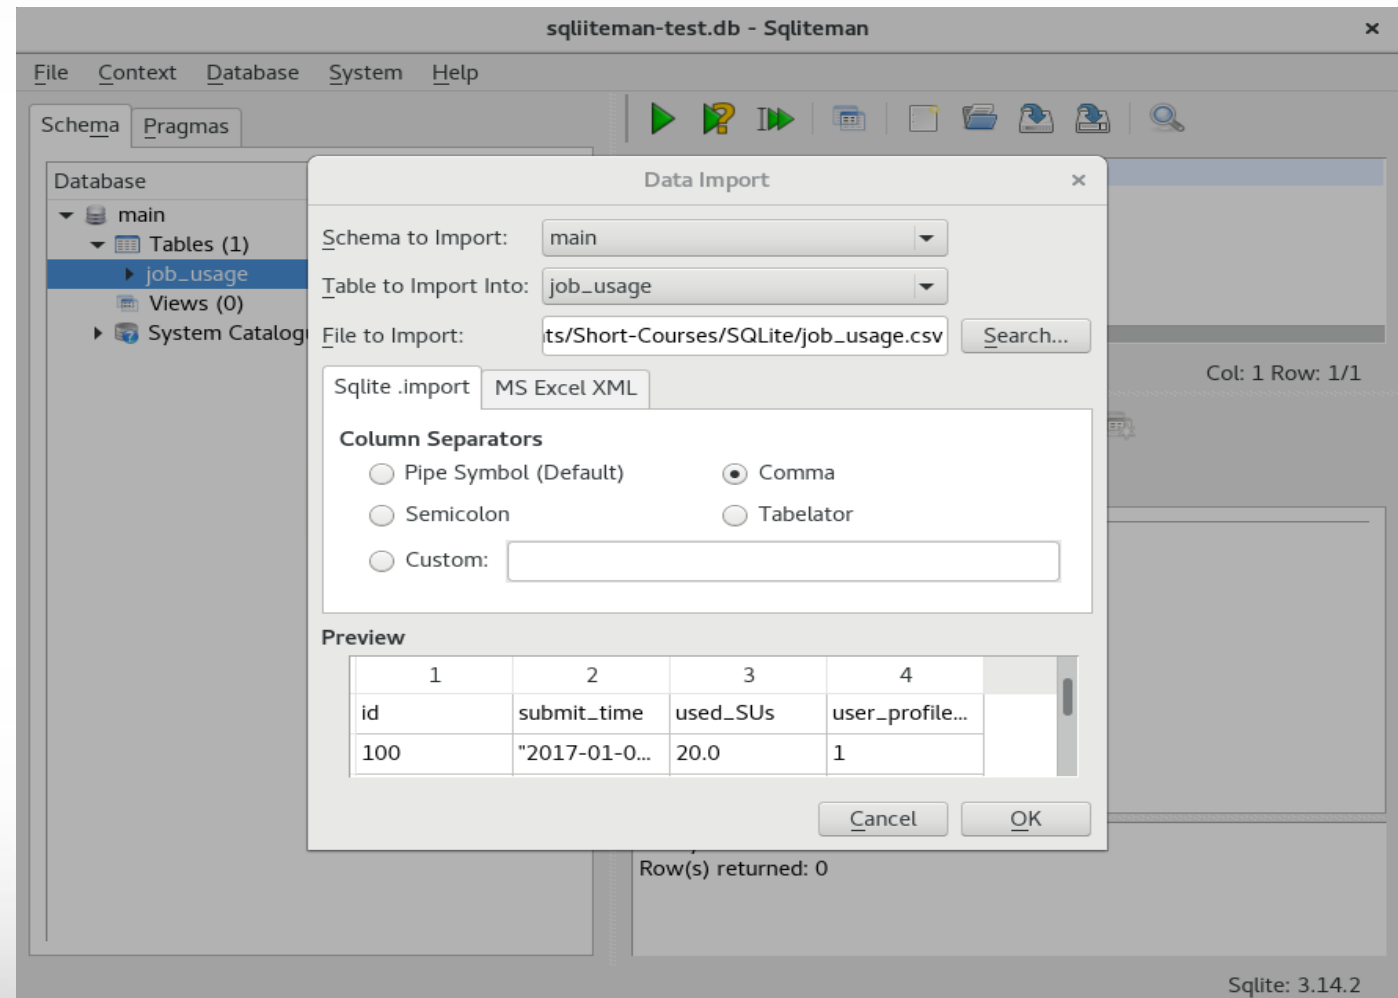 sqliiteman-test.db - Sqliteman
File Context Database System Help
Schema Pragmas
Database
main
Tables (1)
job_usage
Views (0)
System Catalog
Data Import
Schema to Import: main
Table to Import Into: job_usage
File to Import: ts/Short-Courses/SQLite/job_usage.csv Search...
Sqlite .import MS Excel XML
Column Separators
Pipe Symbol (Default) Comma
Semicolon Tabelator
Custom:
Preview
1 2 3 4
id submit_time used_SUs user_profile...
100 "2017-01-0... 20.0 1
Cancel OK
Col: 1 Row: 1/1
Row(s) returned: 0
Sqlite: 3.14.2